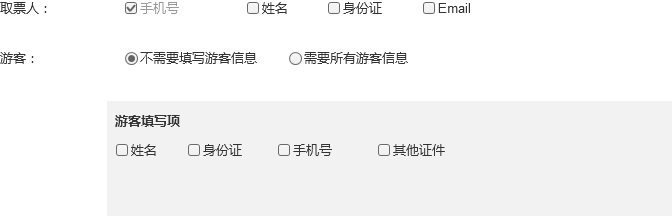 取票人： 手机号 姓名 身份证 Email
游客： 不需要填写游客信息 需要所有游客信息
游客填写项
姓名 身份证 手机号 其他证件